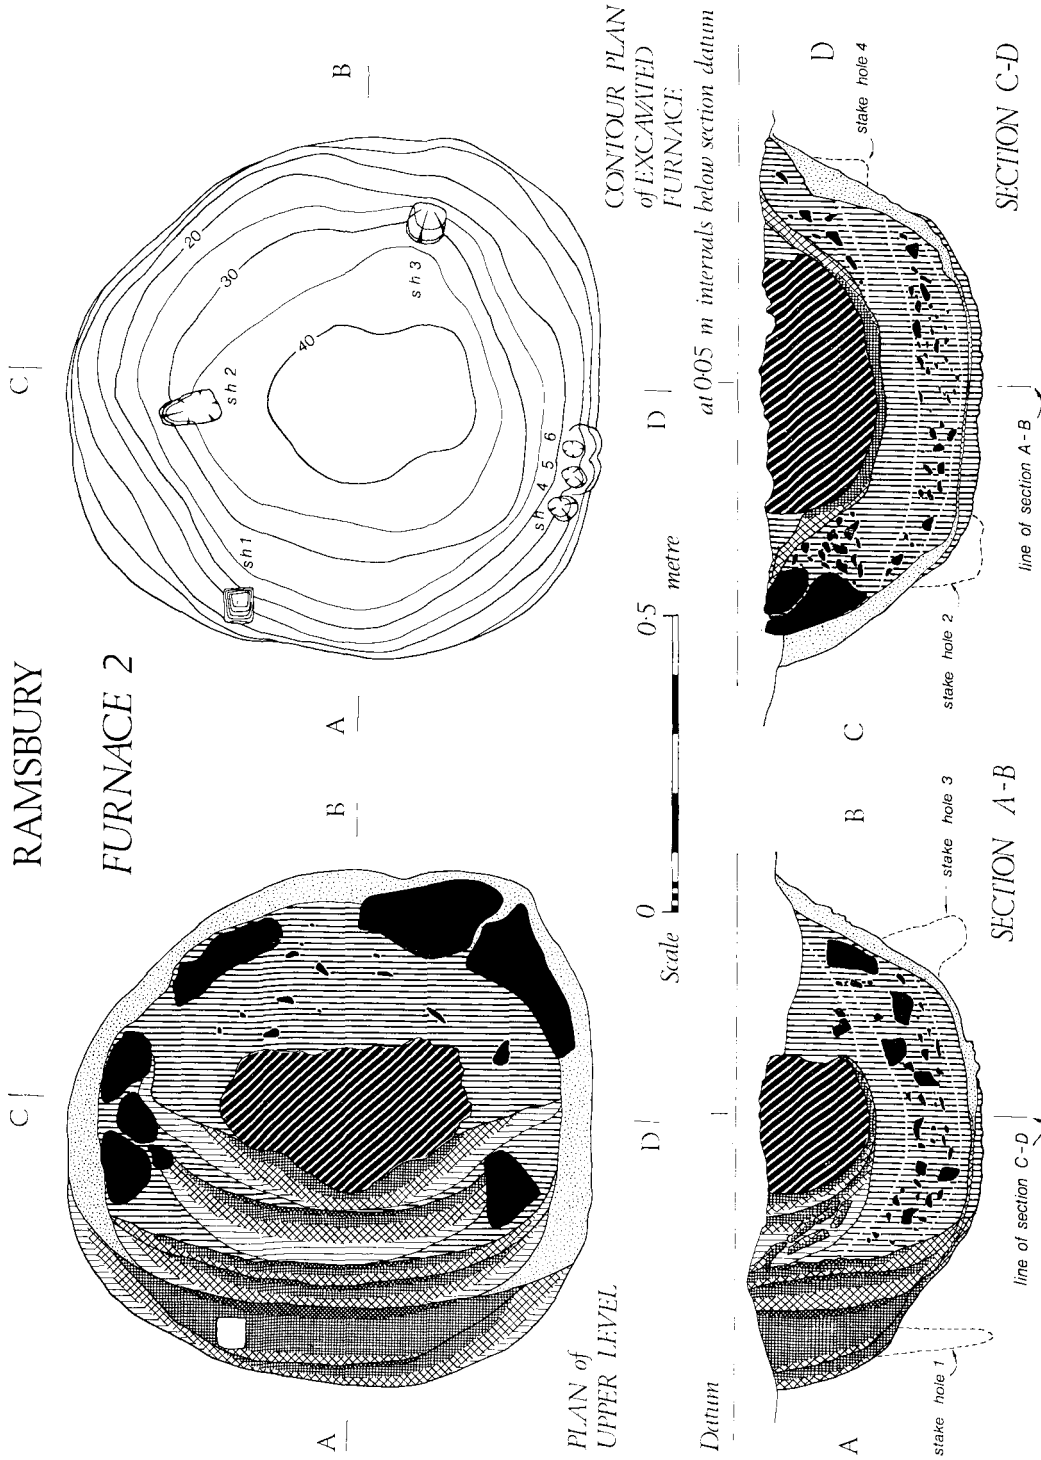 RAMSBURY
FURNACE 2
C
C
A
B
A
B
20
30
40
sh 1
sh 2
sh 3
sh 4 5 6
D
D
PLAN of
UPPER LEVEL
Scale 0 0·5 metre
CONTOUR PLAN
of EXCAVATED
FURNACE
at 0·05 m intervals below section datum
Datum
A
B
C
D
stake hole 1
line of section C-D
stake hole 3
SECTION A-B
stake hole 2
line of section A-B
stake hole 4
SECTION C-D